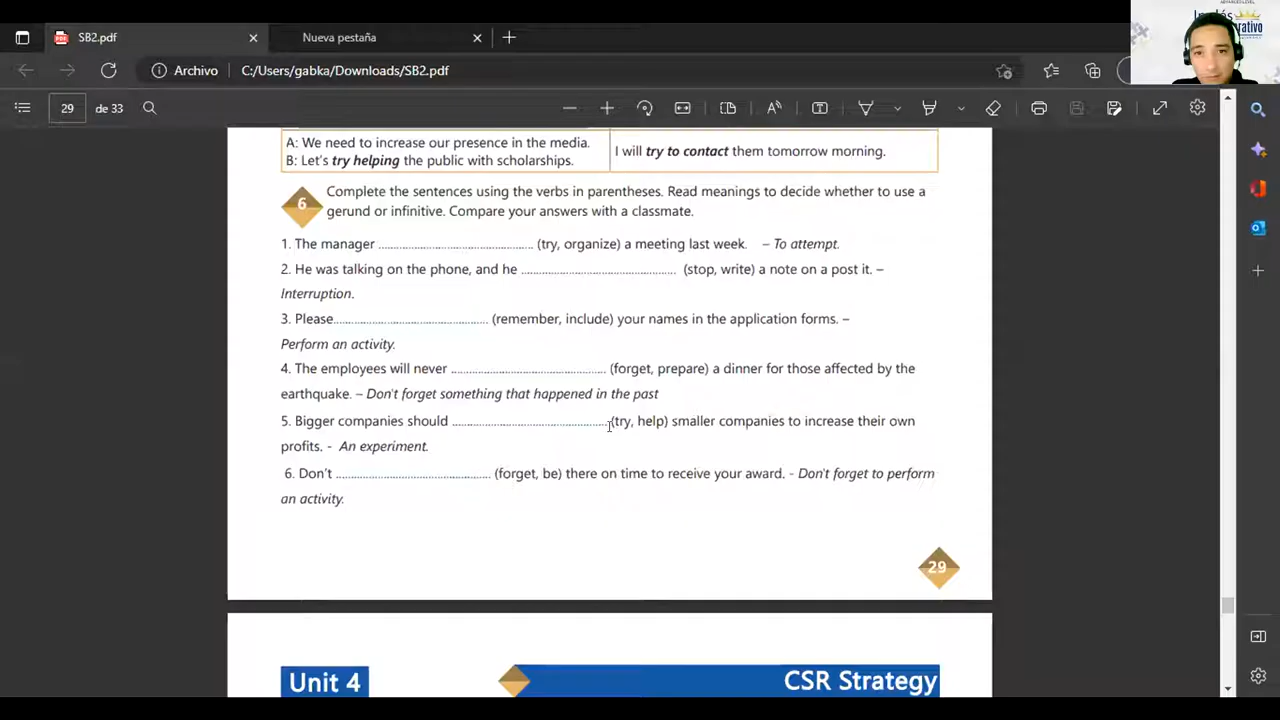 SB2.pdf
Nueva pestaña
Archivo
C:/Users/gabka/Downloads/SB2.pdf
29
de 33
A: We need to increase our presence in the media.
B: Let's try helping the public with scholarships.
I will try to contact them tomorrow morning.
6
Complete the sentences using the verbs in parentheses. Read meanings to decide whether to use a
gerund or infinitive. Compare your answers with a classmate.
1. The manager ........................................................ (try, organize) a meeting last week. – To attempt.
2. He was talking on the phone, and he ........................................................ (stop, write) a note on a post it. –
Interruption.
3. Please........................................................ (remember, include) your names in the application forms. –
Perform an activity.
4. The employees will never ........................................................ (forget, prepare) a dinner for those affected by the
earthquake. – Don't forget something that happened in the past
5. Bigger companies should ........................................................(try, help) smaller companies to increase their own
profits. - An experiment.
6. Don't ........................................................ (forget, be) there on time to receive your award. - Don't forget to perform
an activity.
29
Unit 4
CSR Strategy